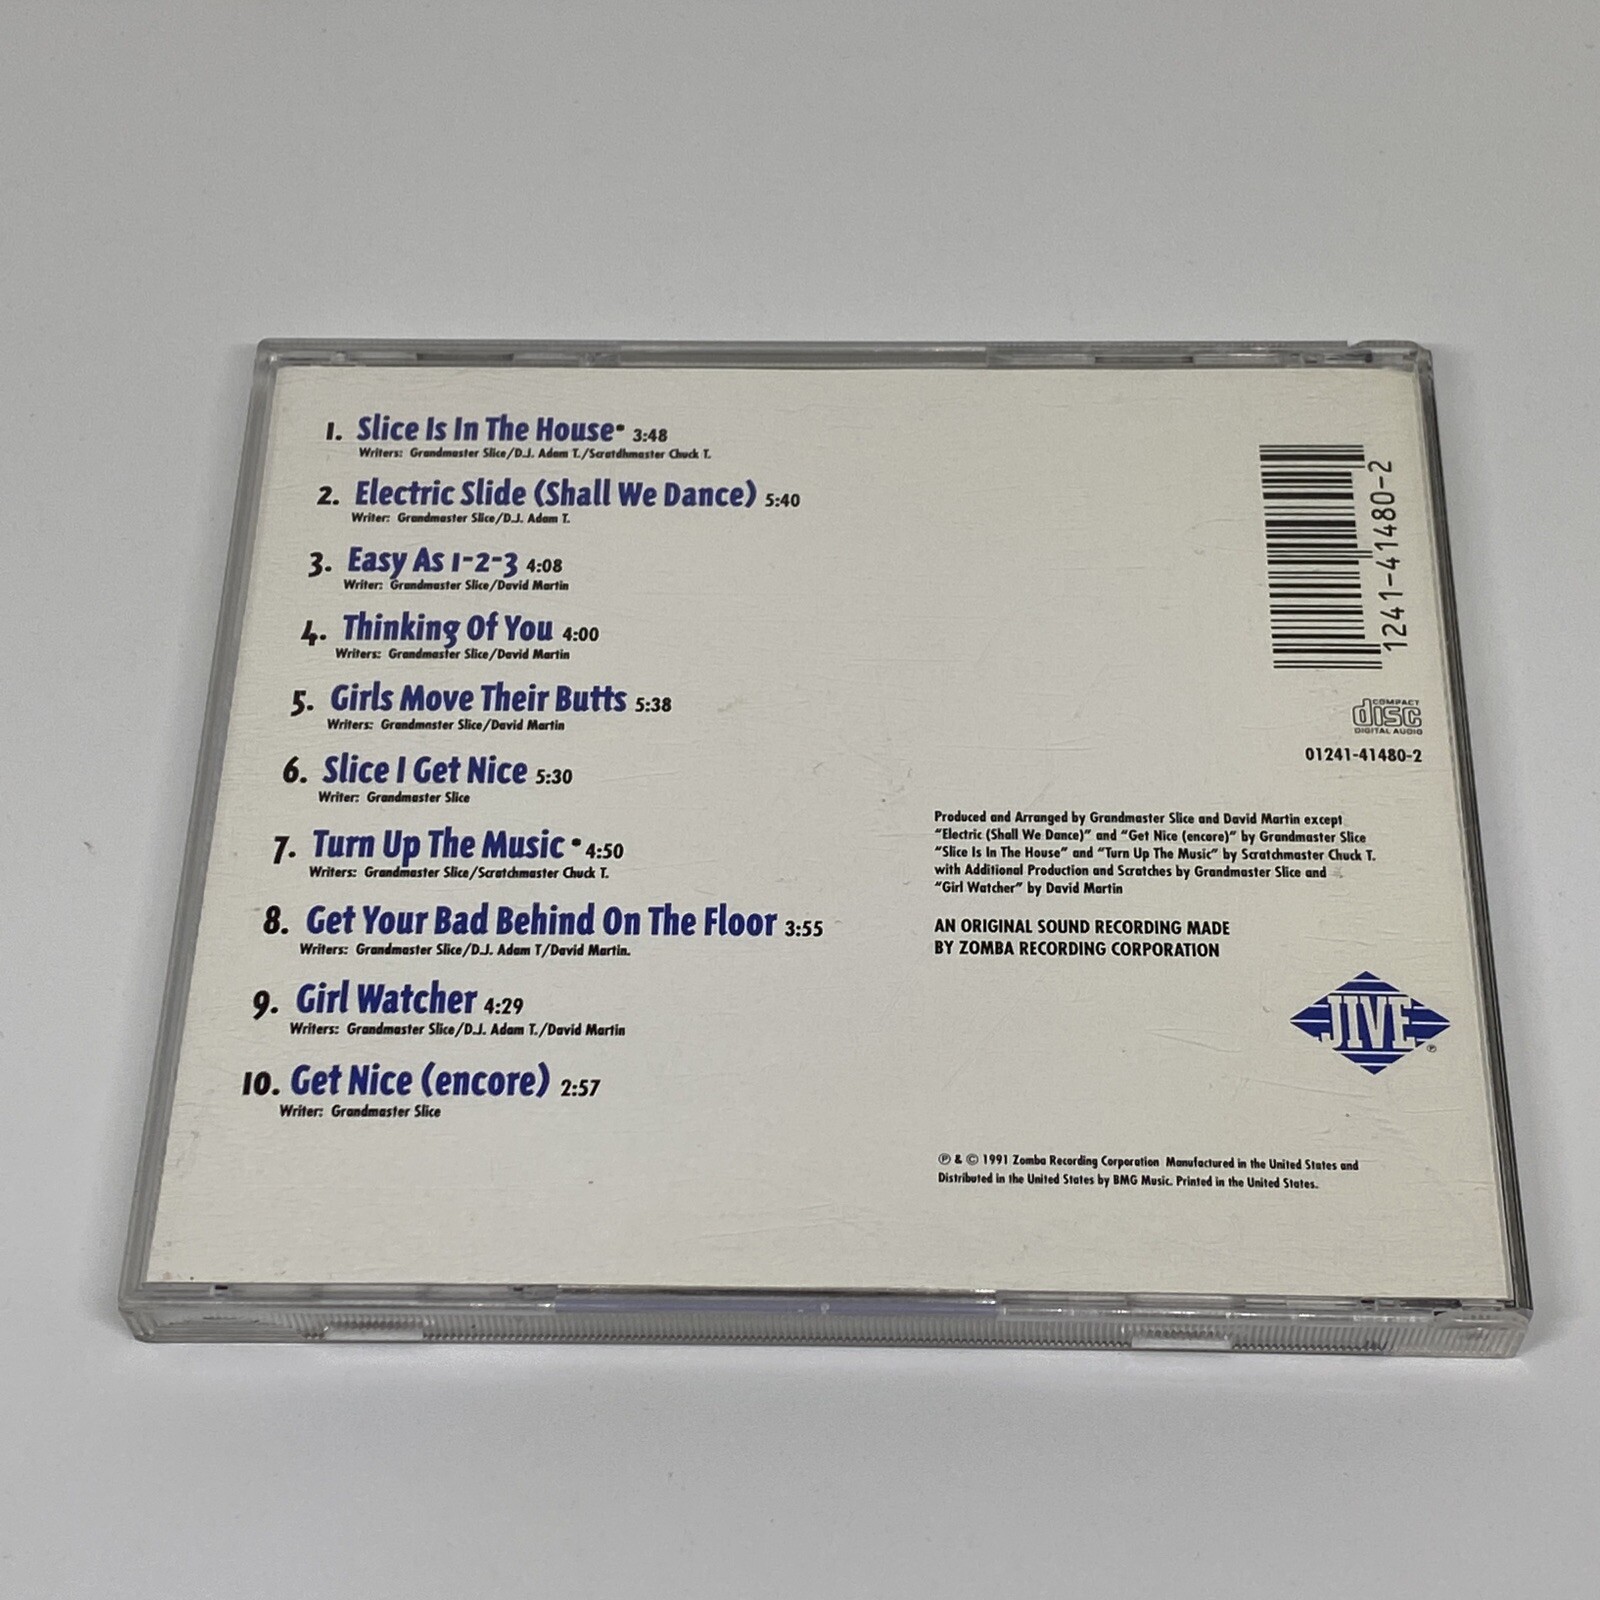 1. Slice Is In The House• 3:48
Writers: Grandmaster Slice/D.J. Adam T./Scratdhmaster Chuck T.
2. Electric Slide (Shall We Dance) 5:40
Writer: Grandmaster Slice/D.J. Adam T.
3. Easy As 1-2-3 4:08
Writer: Grandmaster Slice/David Martin
4. Thinking Of You 4:00
Writers: Grandmaster Slice/David Martin
5. Girls Move Their Butts 5:38
Writers: Grandmaster Slice/David Martin
6. Slice I Get Nice 5:30
Writer: Grandmaster Slice
7. Turn Up The Music • 4:50
Writers: Grandmaster Slice/Scratchmaster Chuck T.
8. Get Your Bad Behind On The Floor 3:55
Writers: Grandmaster Slice/D.J. Adam T/David Martin.
9. Girl Watcher 4:29
Writers: Grandmaster Slice/D.J. Adam T./David Martin
10. Get Nice (encore) 2:57
Writer: Grandmaster Slice
1241-41480-2
COMPACT
disc
DIGITAL AUDIO
01241-41480-2
Produced and Arranged by Grandmaster Slice and David Martin except
"Electric (Shall We Dance)" and "Get Nice (encore)" by Grandmaster Slice
"Slice Is In The House" and "Turn Up The Music" by Scratchmaster Chuck T.
with Additional Production and Scratches by Grandmaster Slice and
"Girl Watcher" by David Martin
AN ORIGINAL SOUND RECORDING MADE
BY ZOMBA RECORDING CORPORATION
JIVE ®
℗ & © 1991 Zomba Recording Corporation Manufactured in the United States and
Distributed in the United States by BMG Music. Printed in the United States.